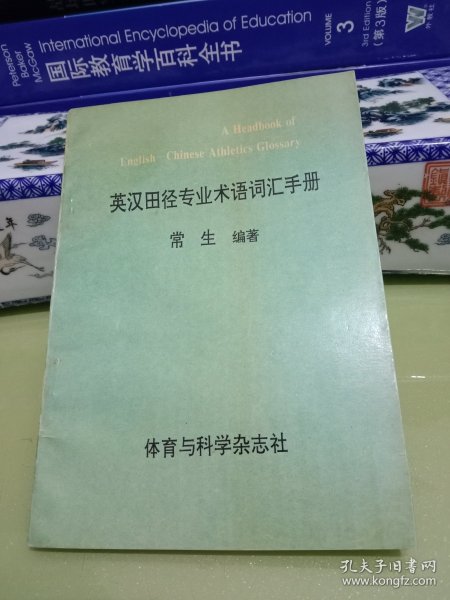 Peterson
Baker
McGaw
International Encyclopedia of Education
国际教育学百科全书
VOLUME
3
3rd Edition
(第3版)
W
外教社
A Headbook of
English—Chinese Athletics Glossary
英汉田径专业术语词汇手册
常 生 编著
体育与科学杂志社
孔夫子旧书网
www.kongfz.com